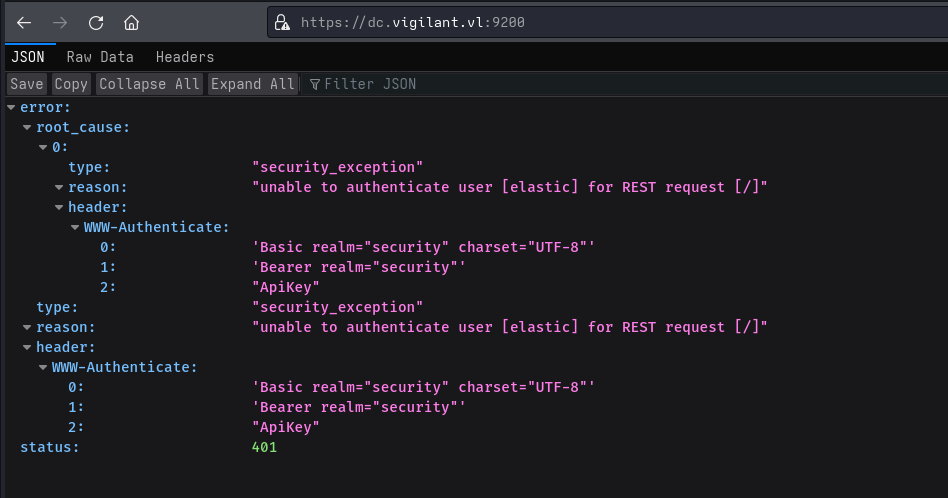 https://dc.vigilant.vl:9200
JSON Raw Data Headers
Save Copy Collapse All Expand All Filter JSON
error:
root_cause:
0:
type: "security_exception"
reason: "unable to authenticate user [elastic] for REST request [/]"
header:
WWW-Authenticate:
0: 'Basic realm="security" charset="UTF-8"'
1: 'Bearer realm="security"'
2: "ApiKey"
type: "security_exception"
reason: "unable to authenticate user [elastic] for REST request [/]"
header:
WWW-Authenticate:
0: 'Basic realm="security" charset="UTF-8"'
1: 'Bearer realm="security"'
2: "ApiKey"
status: 401